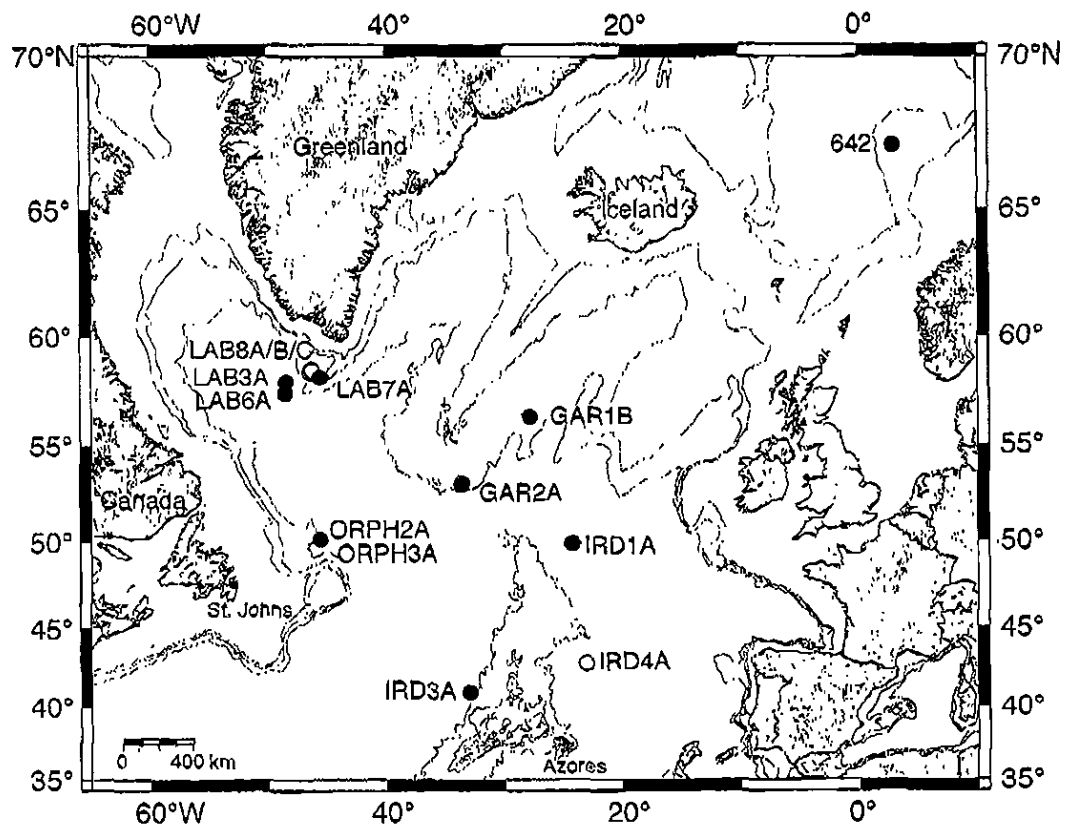 60°W 40° 20° 0°
70°N 70°N
Greenland
642
65° Iceland 65°
60° 60°
LAB8A/B/C
LAB3A LAB7A
LAB6A
GAR1B
55° 55°
GAR2A
Canada
50° ORPH2A IRD1A 50°
ORPH3A
St. Johns
45° 45°
IRD4A
IRD3A
40° 40°
0 400 km
Azores
35° 35°
60°W 40° 20° 0°